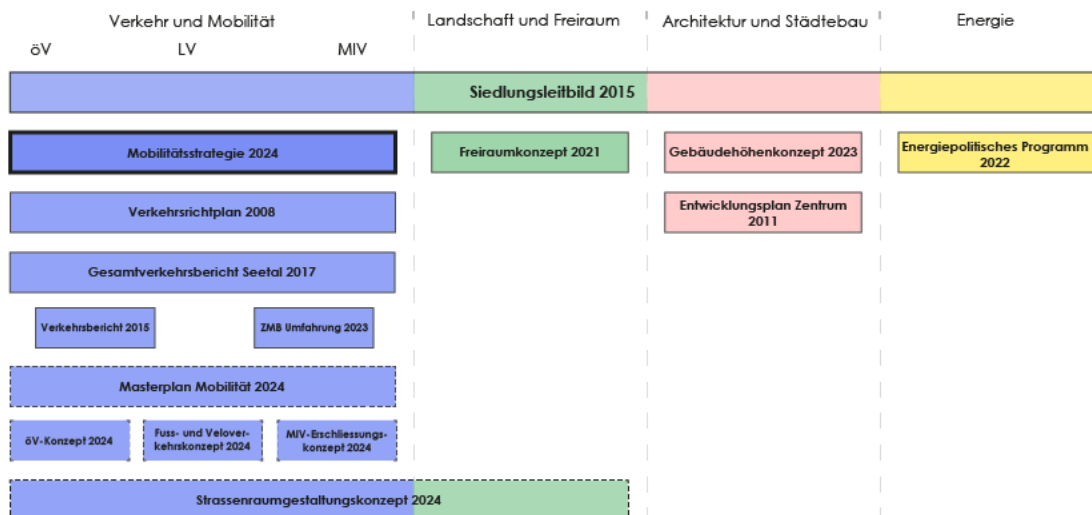 Verkehr und Mobilität
Landschaft und Freiraum
Architektur und Städtebau
Energie
öV
LV
MIV
Siedlungsleitbild 2015
Mobilitätsstrategie 2024
Freiraumkonzept 2021
Gebäudehöhenkonzept 2023
Energiepolitisches Programm
2022
Verkehrsrichtplan 2008
Entwicklungsplan Zentrum
2011
Gesamtverkehrsbericht Seetal 2017
Verkehrsbericht 2015
ZMB Umfahrung 2023
Masterplan Mobilität 2024
öV-Konzept 2024
Fuss- und Velover-
kehrskonzept 2024
MIV-Erschliessungs-
konzept 2024
Strassenraumgestaltungskonzept 2024